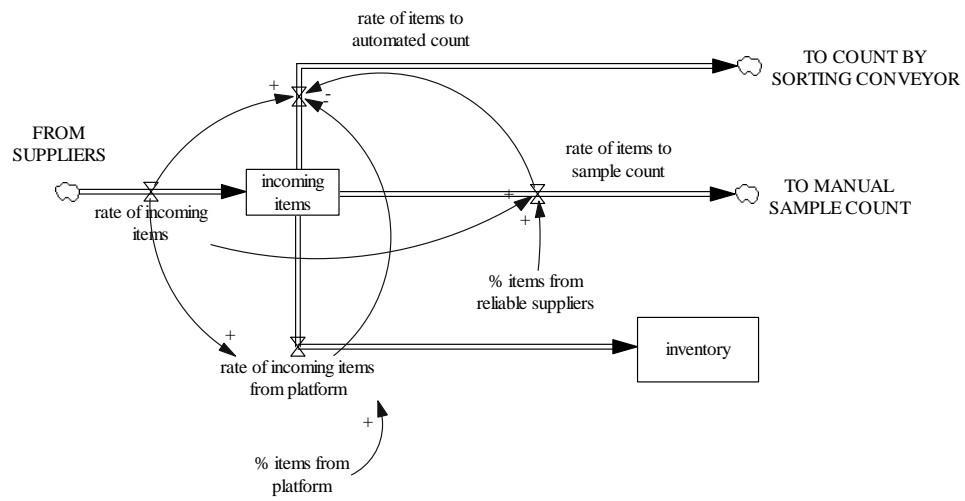 rate of items to
automated count
TO COUNT BY
SORTING CONVEYOR
+
-
-
FROM
SUPPLIERS
rate of items to
sample count
incoming
items
TO MANUAL
SAMPLE COUNT
+
rate of incoming
items
+
% items from
reliable suppliers
+
inventory
rate of incoming items
from platform
+
% items from
platform